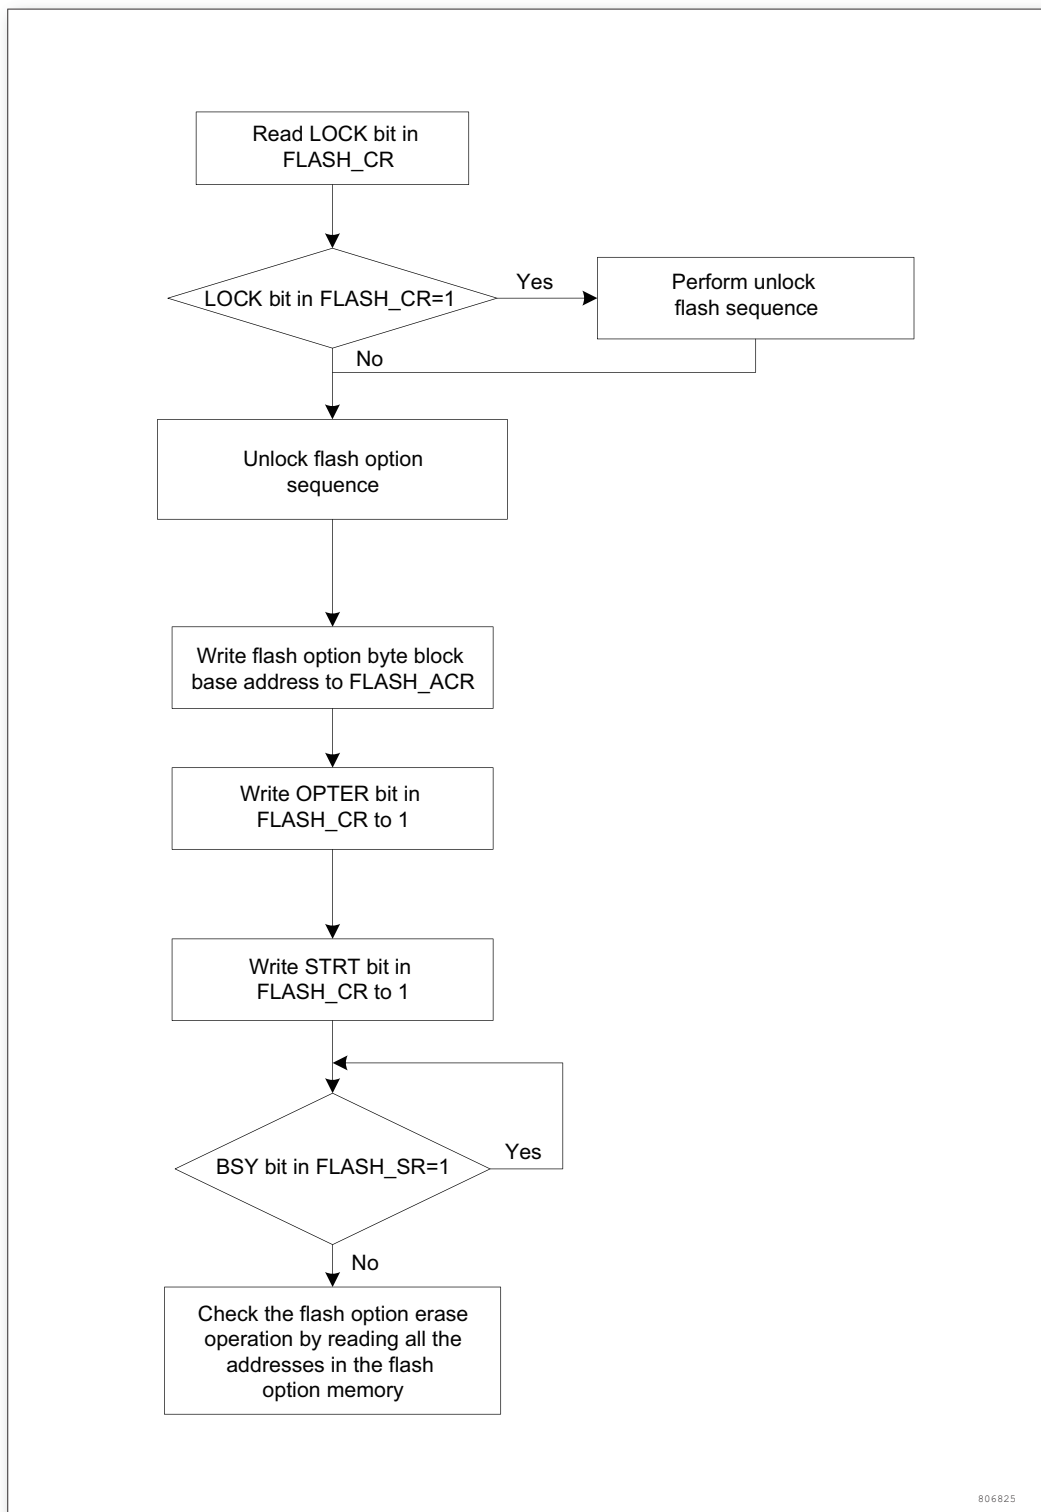 Read LOCK bit in
FLASH_CR
LOCK bit in FLASH_CR=1
Yes
Perform unlock
flash sequence
No
Unlock flash option
sequence
Write flash option byte block
base address to FLASH_ACR
Write OPTER bit in
FLASH_CR to 1
Write STRT bit in
FLASH_CR to 1
BSY bit in FLASH_SR=1
Yes
No
Check the flash option erase
operation by reading all the
addresses in the flash
option memory
806825